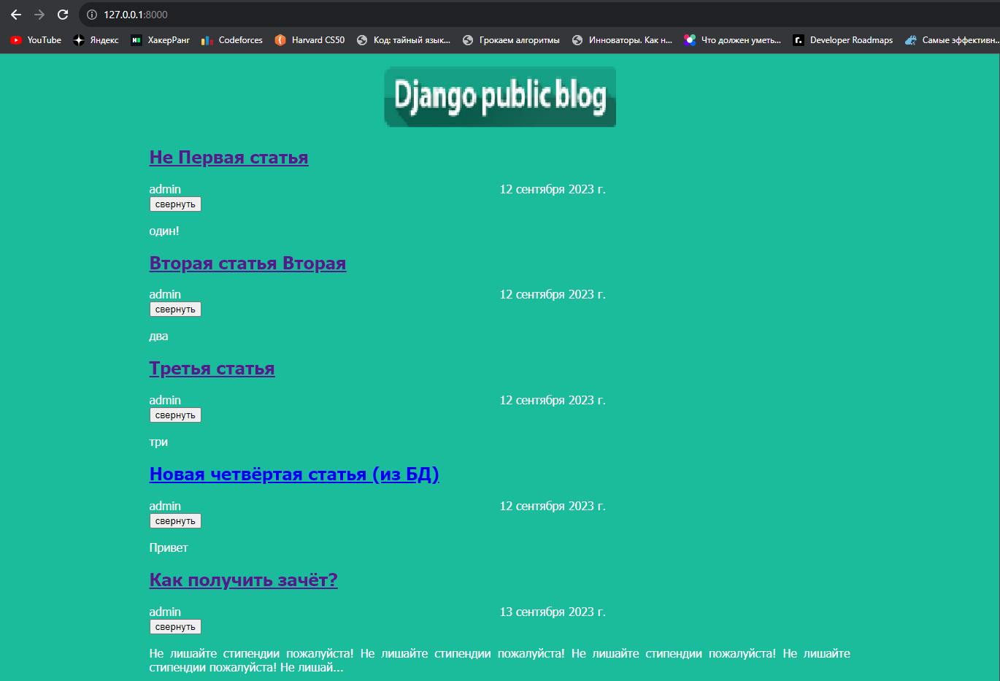 127.0.0.1:8000
YouTube Яндекс ХакерРанг Codeforces Harvard CS50 Код: тайный язык... Грокаем алгоритмы Инноваторы. Как н... Что должен уметь... Developer Roadmaps Самые эффективн...
Django public blog
Не Первая статья
admin 12 сентября 2023 г.
свернуть
один!
Вторая статья Вторая
admin 12 сентября 2023 г.
свернуть
два
Третья статья
admin 12 сентября 2023 г.
свернуть
три
Новая четвёртая статья (из БД)
admin 12 сентября 2023 г.
свернуть
Привет
Как получить зачёт?
admin 13 сентября 2023 г.
свернуть
Не лишайте стипендии пожалуйста! Не лишайте стипендии пожалуйста! Не лишайте стипендии пожалуйста! Не лишайте
стипендии пожалуйста! Не лишай...